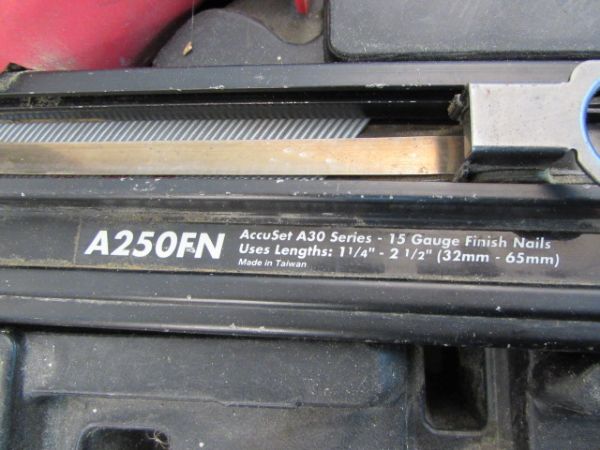 A250FN
AccuSet A30 Series - 15 Gauge Finish Nails
Uses Lengths: 1 1/4" - 2 1/2" (32mm - 65mm)
Made in Taiwan